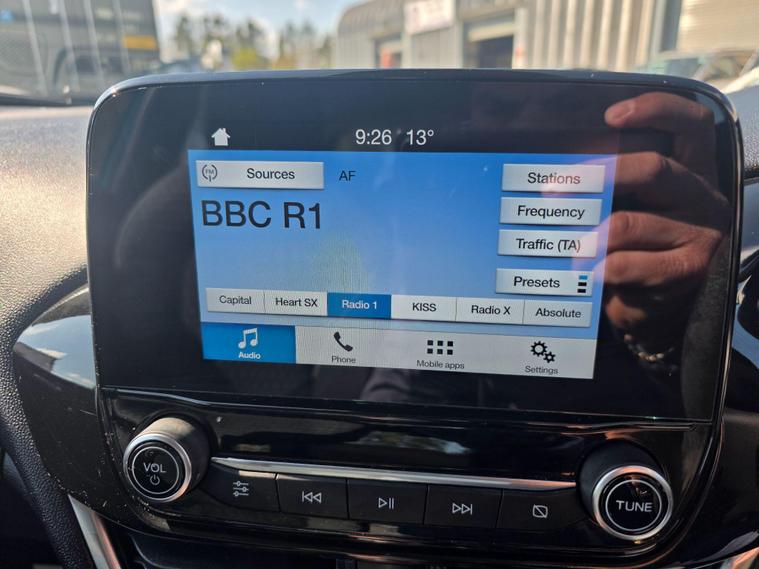 9:26 13°
FM Sources AF Stations
BBC R1
Frequency
Traffic (TA)
Presets
Capital Heart SX Radio 1 KISS Radio X Absolute
Audio Phone Mobile apps Settings
VOL
TUNE